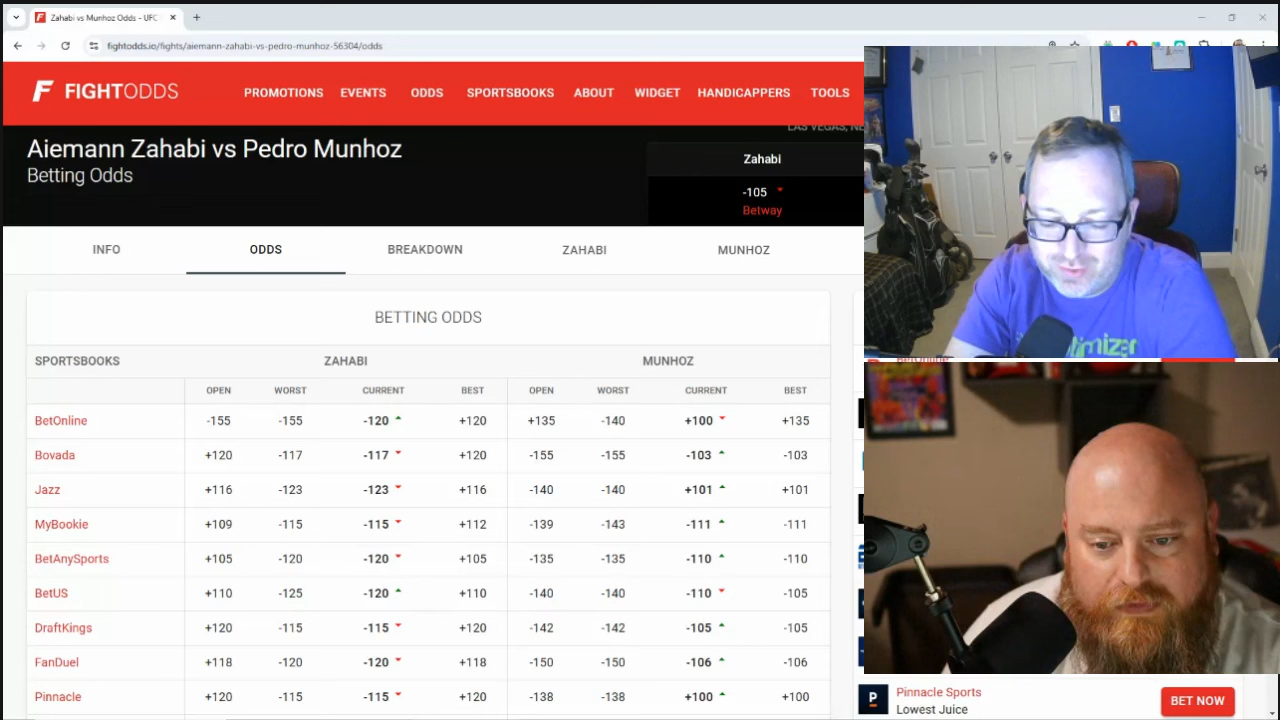 Zahabi vs Munhoz Odds - UFC
fightodds.io/fights/aiemann-zahabi-vs-pedro-munhoz-56304/odds
FIGHTODDS
PROMOTIONS EVENTS ODDS SPORTSBOOKS ABOUT WIDGET HANDICAPPERS TOOLS
LAS VEGAS, NE
Aiemann Zahabi vs Pedro Munhoz
Betting Odds
Zahabi
-105
Betway
INFO ODDS BREAKDOWN ZAHABI MUNHOZ
BETTING ODDS
SPORTSBOOKS ZAHABI MUNHOZ
OPEN WORST CURRENT BEST OPEN WORST CURRENT BEST
BetOnline -155 -155 -120 +120 +135 -140 +100 +135
Bovada +120 -117 -117 +120 -155 -155 -103 -103
Jazz +116 -123 -123 +116 -140 -140 +101 +101
MyBookie +109 -115 -115 +112 -139 -143 -111 -111
BetAnySports +105 -120 -120 +105 -135 -135 -110 -110
BetUS +110 -125 -120 +110 -140 -140 -110 -105
DraftKings +120 -115 -115 +120 -142 -142 -105 -105
FanDuel +118 -120 -120 +118 -150 -150 -106 -106
Pinnacle +120 -115 -115 +120 -138 -138 +100 +100
timizer
BetOnline
Pinnacle Sports
Lowest Juice
BET NOW